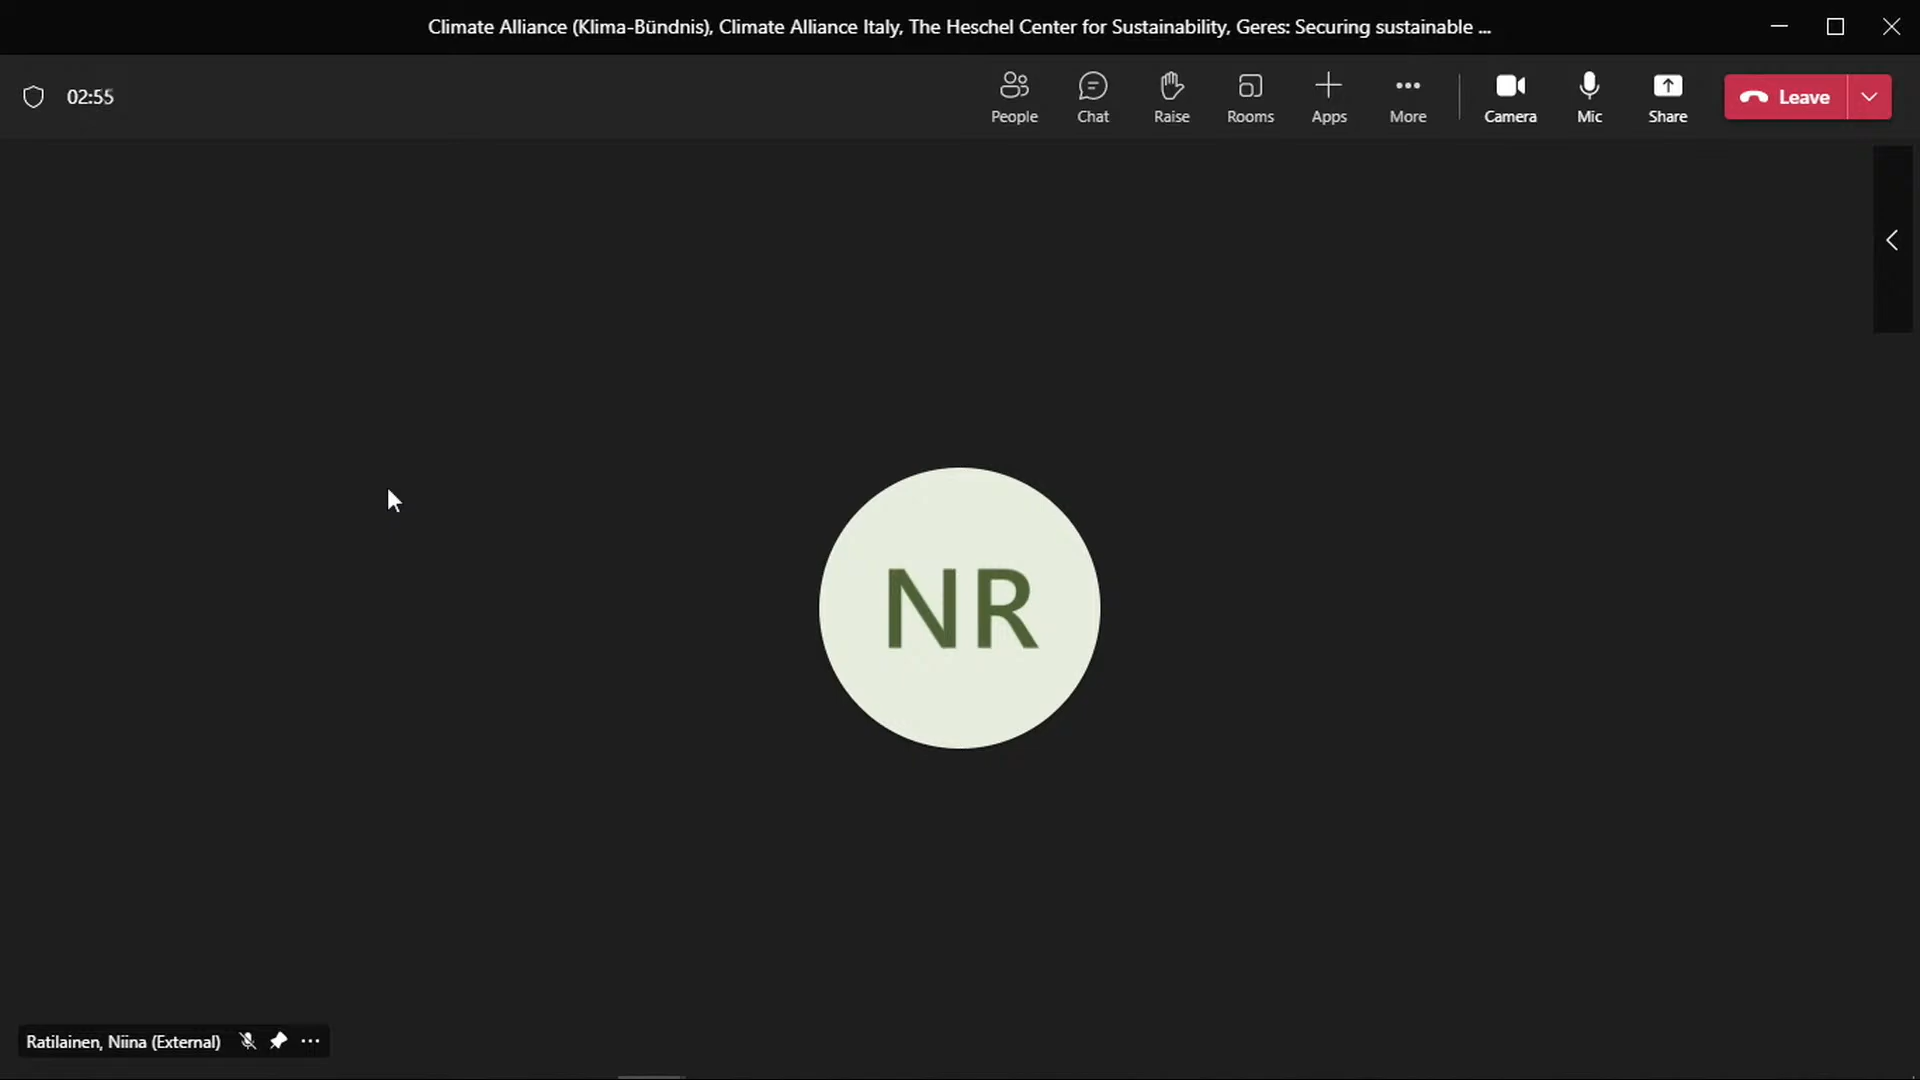 Climate Alliance (Klima-Bündnis), Climate Alliance Italy, The Heschel Center for Sustainability, Geres: Securing sustainable ...
02:55
People
Chat
Raise
Rooms
Apps
More
Camera
Mic
Share
Leave
NR
Ratilainen, Niina (External)